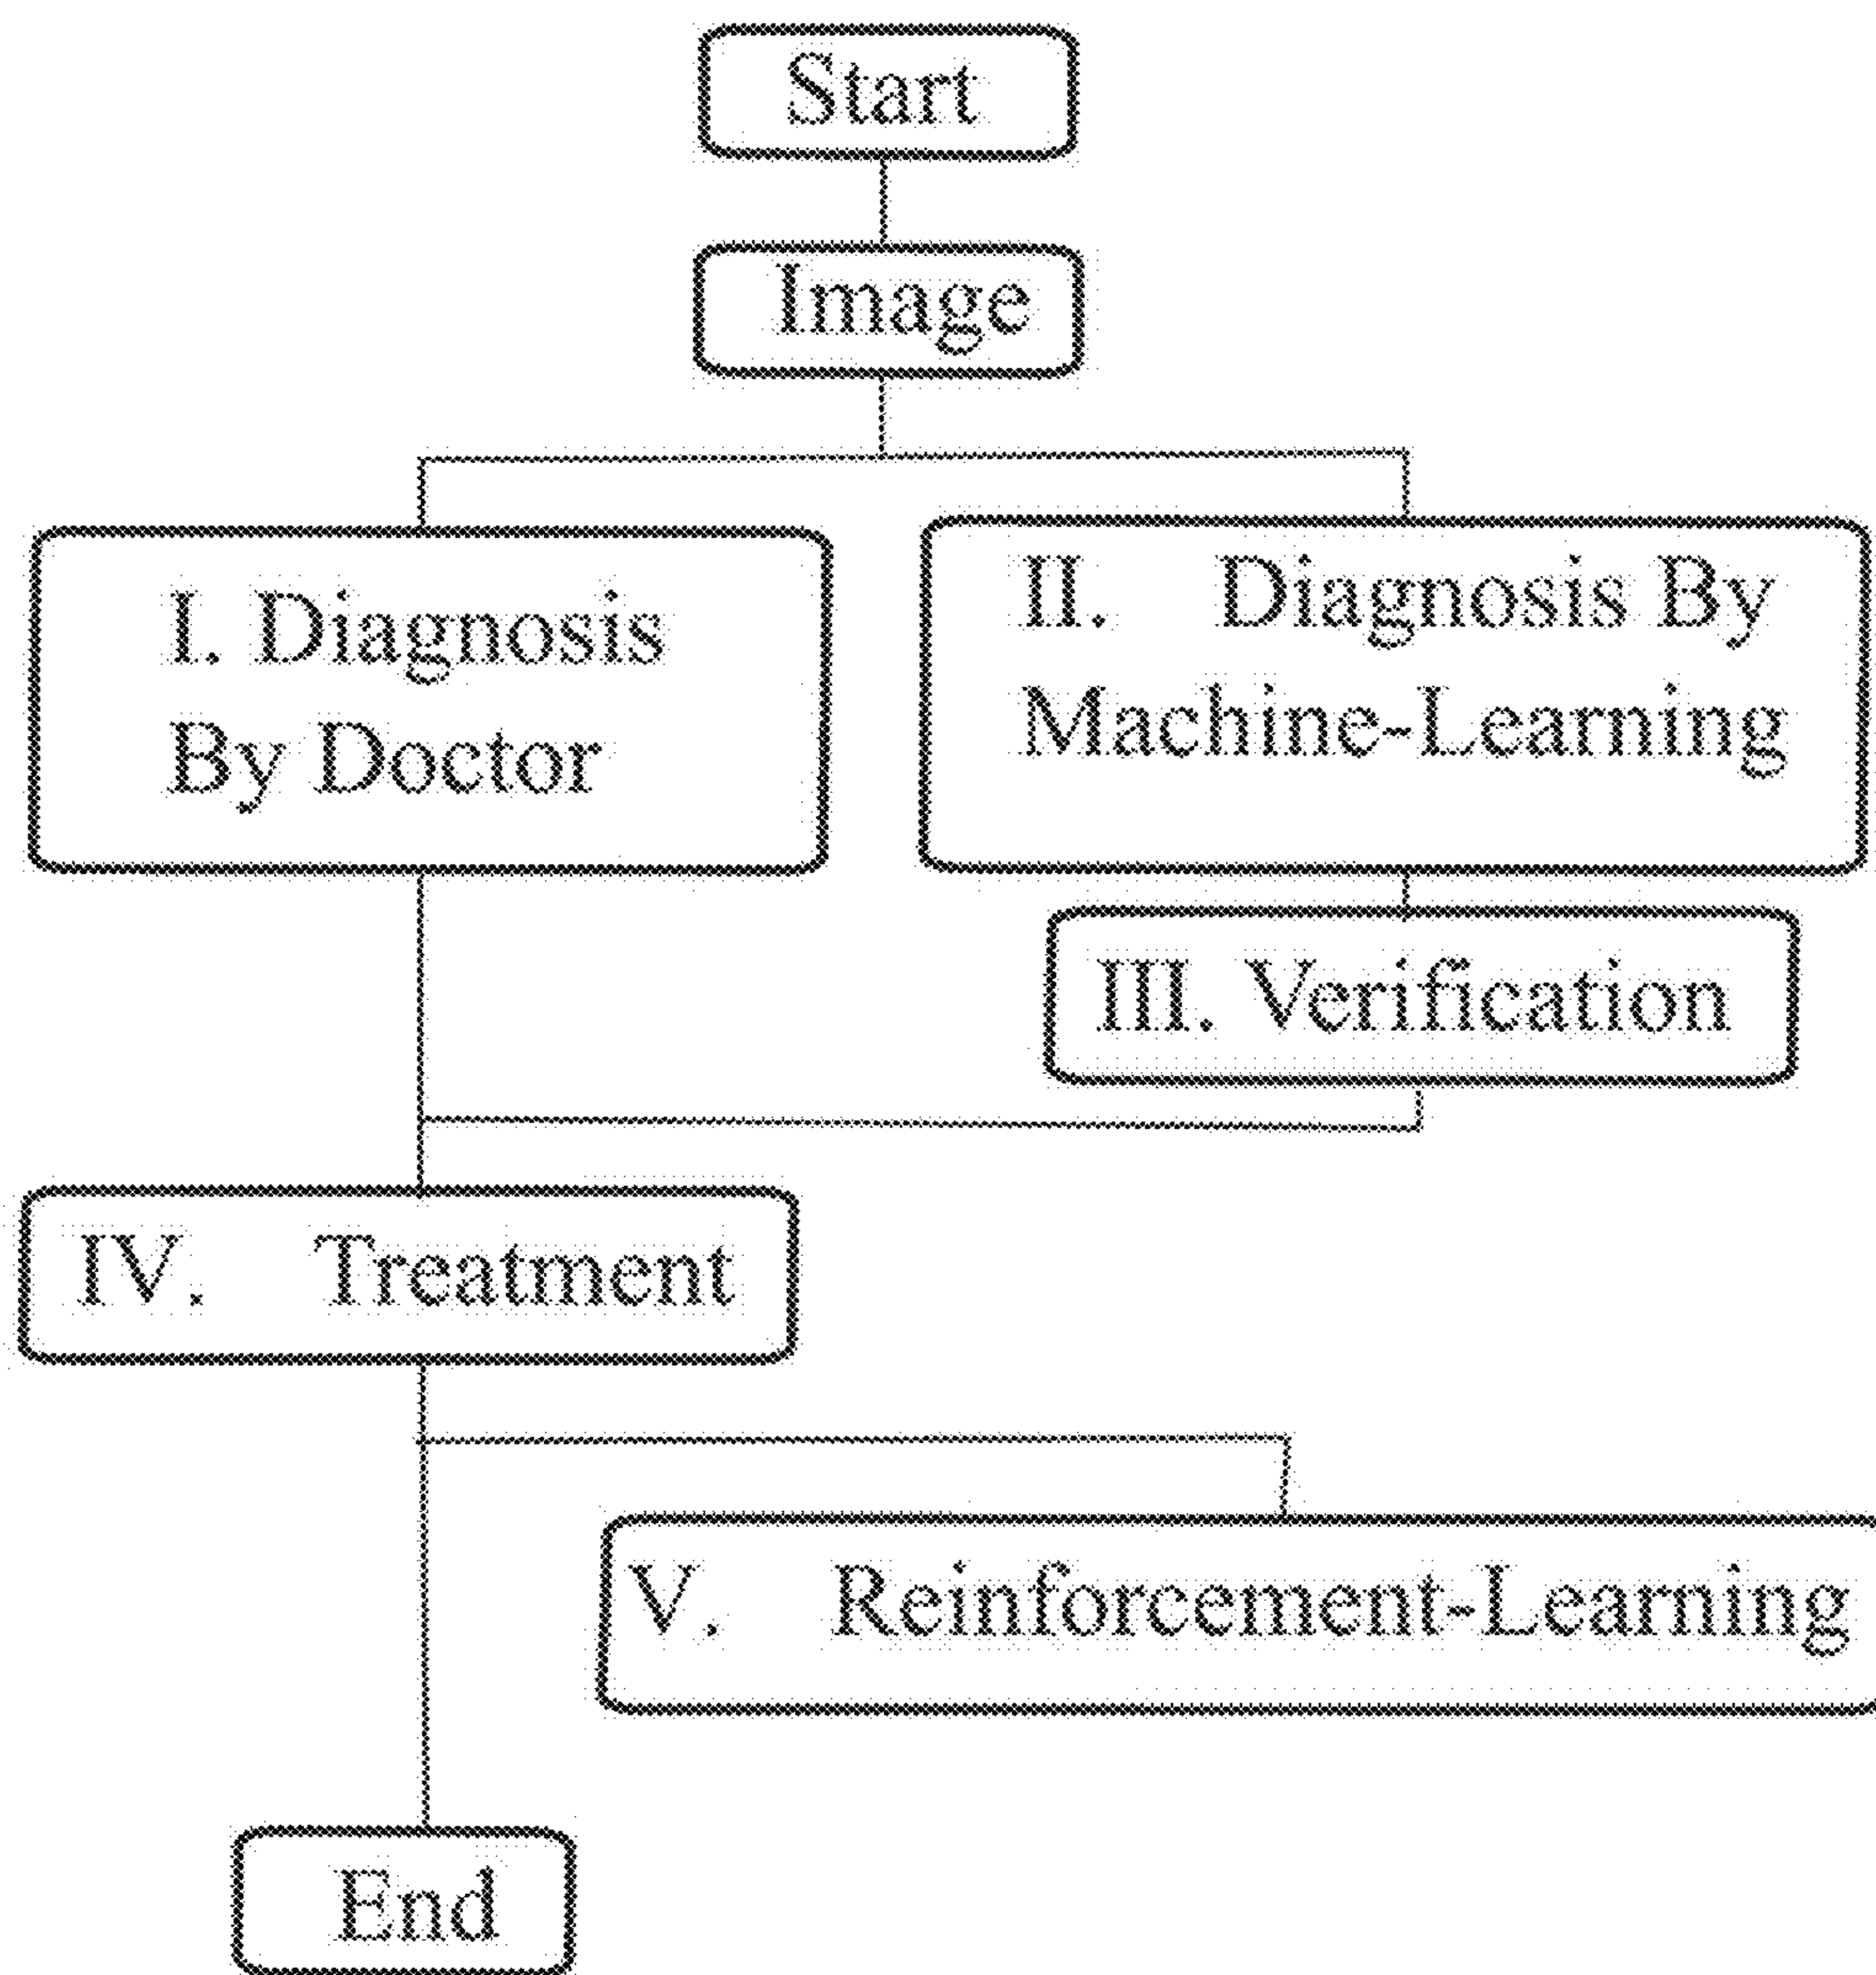 Start
Image
I. Diagnosis
By Doctor
II. Diagnosis By
Machine-Learning
III. Verification
IV. Treatment
V. Reinforcement-Learning
End